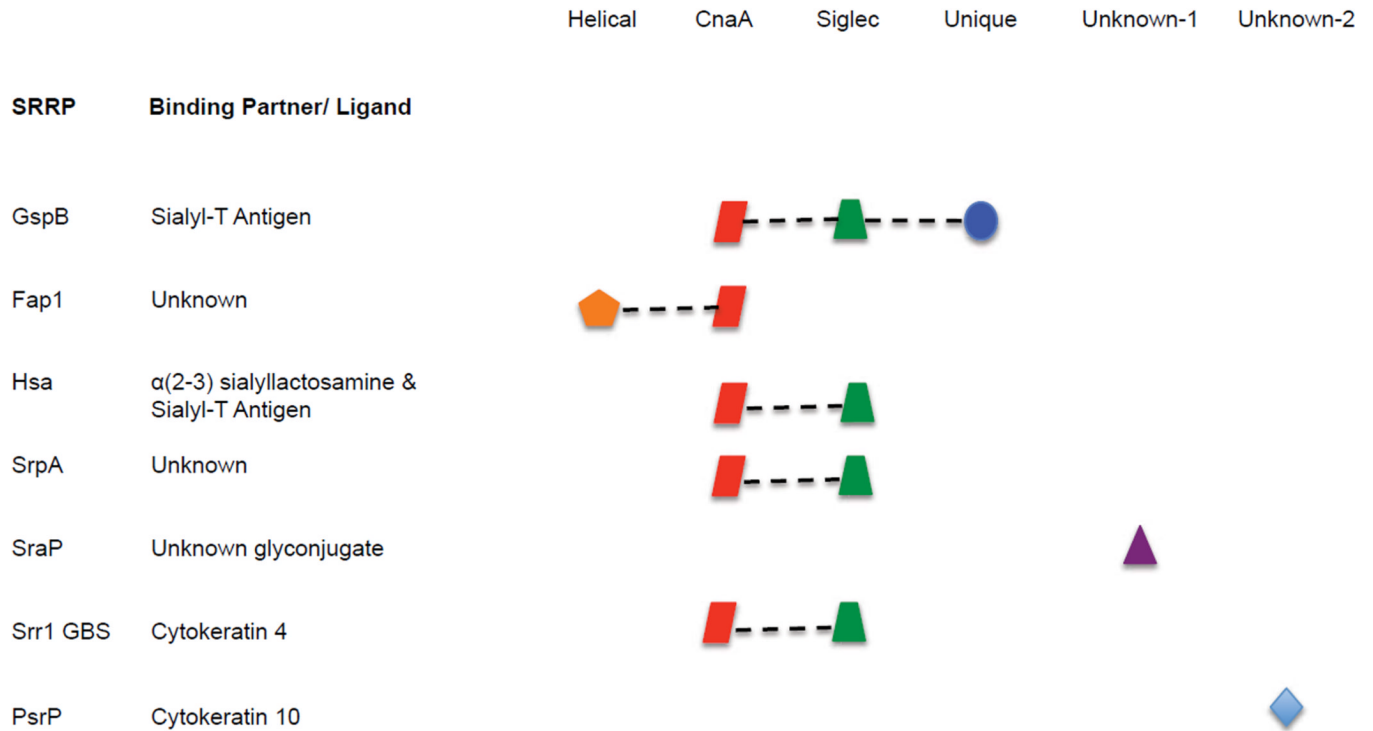 Helical CnaA Siglec Unique Unknown-1 Unknown-2
SRRP Binding Partner/ Ligand
GspB Sialyl-T Antigen
Fap1 Unknown
Hsa α(2-3) sialyllactosamine &
Sialyl-T Antigen
SrpA Unknown
SraP Unknown glyconjugate
Srr1 GBS Cytokeratin 4
PsrP Cytokeratin 10